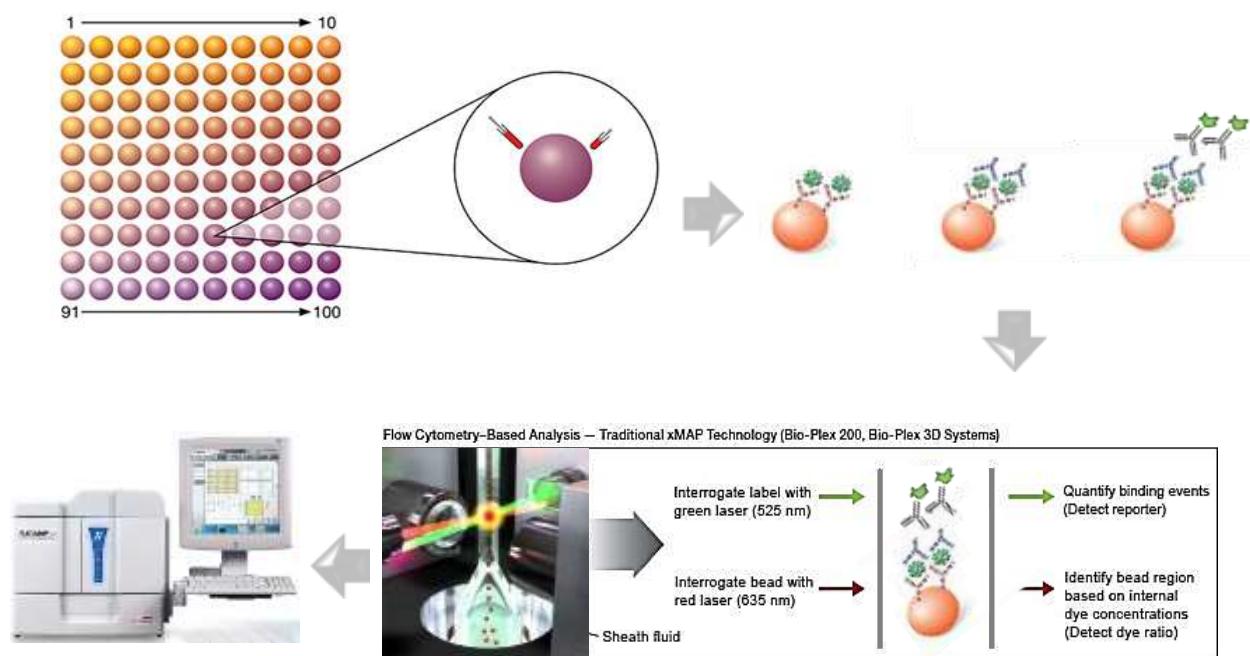 1
10
91
100
Flow Cytometry–Based Analysis — Traditional xMAP Technology (Bio-Plex 200, Bio-Plex 3D Systems)
Interrogate label with
green laser (525 nm)
Quantify binding events
(Detect reporter)
Interrogate bead with
red laser (635 nm)
Identify bead region
based on internal
dye concentrations
(Detect dye ratio)
Sheath fluid